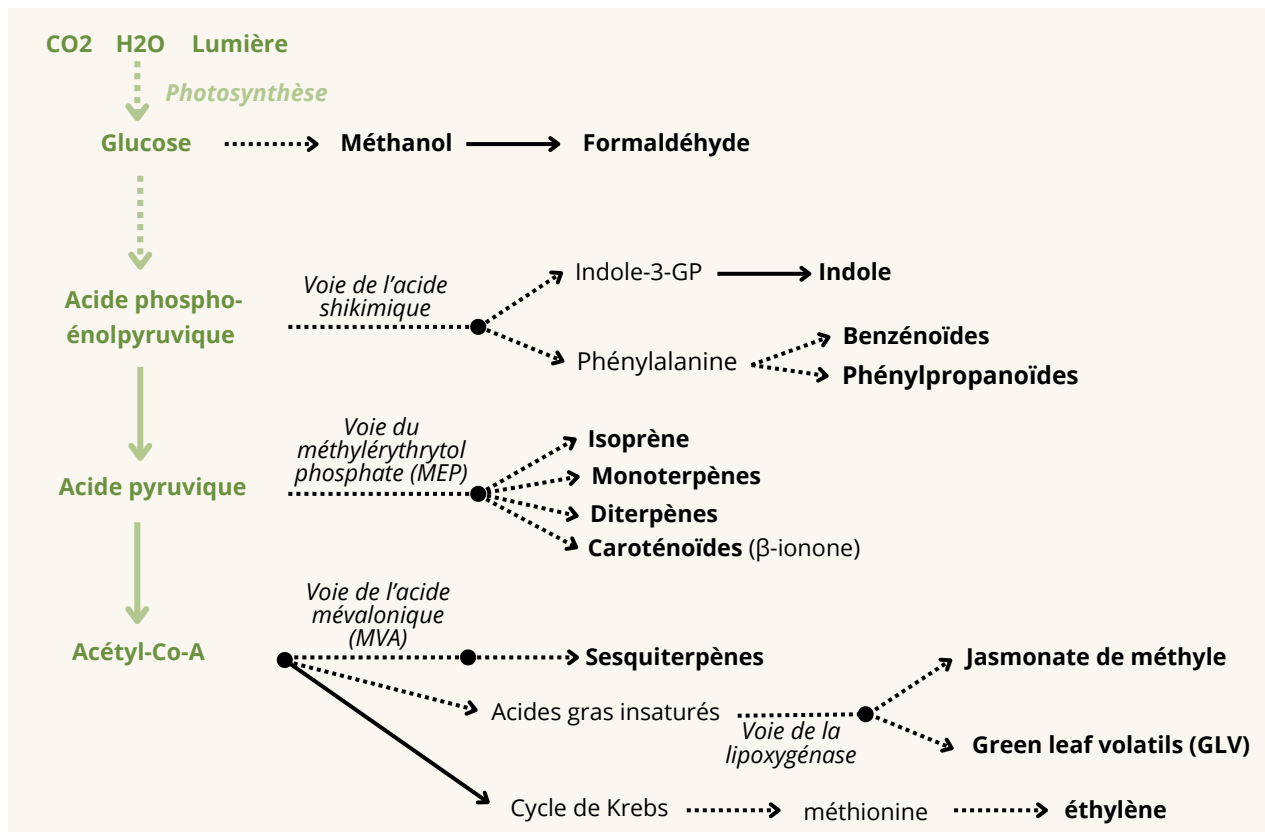 CO2 H2O Lumière
Photosynthèse
Glucose
Méthanol
Formaldéhyde
Acide phospho-
énolpyruvique
Voie de l'acide
shikimique
Indole-3-GP
Indole
Phénylalanine
Benzénoïdes
Phénylpropanoïdes
Acide pyruvique
Voie du
méthylérythrytol
phosphate (MEP)
Isoprène
Monoterpènes
Diterpènes
Caroténoïdes (β-ionone)
Acétyl-Co-A
Voie de l'acide
mévalonique
(MVA)
Sesquiterpènes
Acides gras insaturés
Voie de la
lipoxygénase
Jasmonate de méthyle
Green leaf volatils (GLV)
Cycle de Krebs
méthionine
éthylène